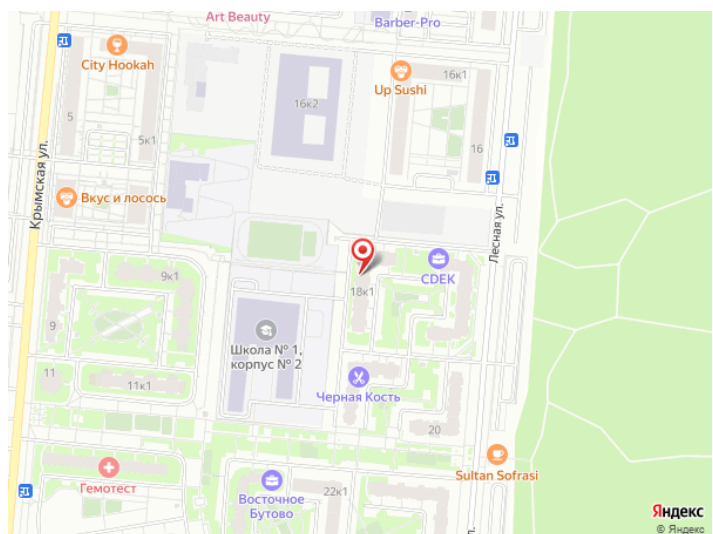 Art Beauty
Barber-Pro
City Hookah
16к1
Up Sushi
16к2
5
5к1
16
Крымская ул.
Вкус и лосось
Лесная ул.
9к1
CDEK
18к1
9
Школа № 1,
корпус № 2
11
11к1
Черная Кость
20
Гемотест
Sultan Sofrasi
22к1
Восточное
Бутово
л.
Яндекс
© Яндекс